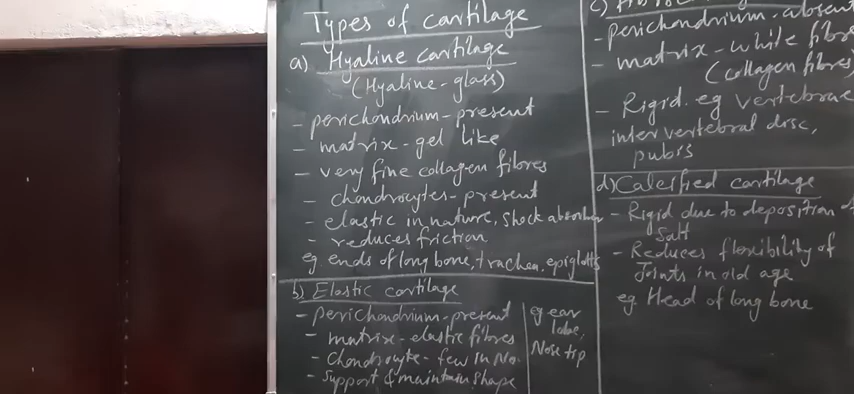 Types of cartilage
a) Hyaline cartilage
(Hyaline - glass)
- perichondrium - present
- matrix - gel like
- very fine collagen fibres
- chondrocytes - present
- elastic in nature, shock absorber
- reduces friction
eg ends of long bone, trachea, epiglottis
b) Elastic cartilage
- perichondrium - present
- matrix - elastic fibres
- Chondrocyte - few in No.
- Support & maintain shape
eg ear
lobe,
Nose tip
c)
- perichondrium - absent
- matrix - white fibre
(collagen fibres)
- Rigid. eg vertebrae
intervertebral disc,
pubis
d) Calcified cartilage
- Rigid due to deposition of
salt
- Reduces flexibility of
Joints in old age
eg Head of long bone